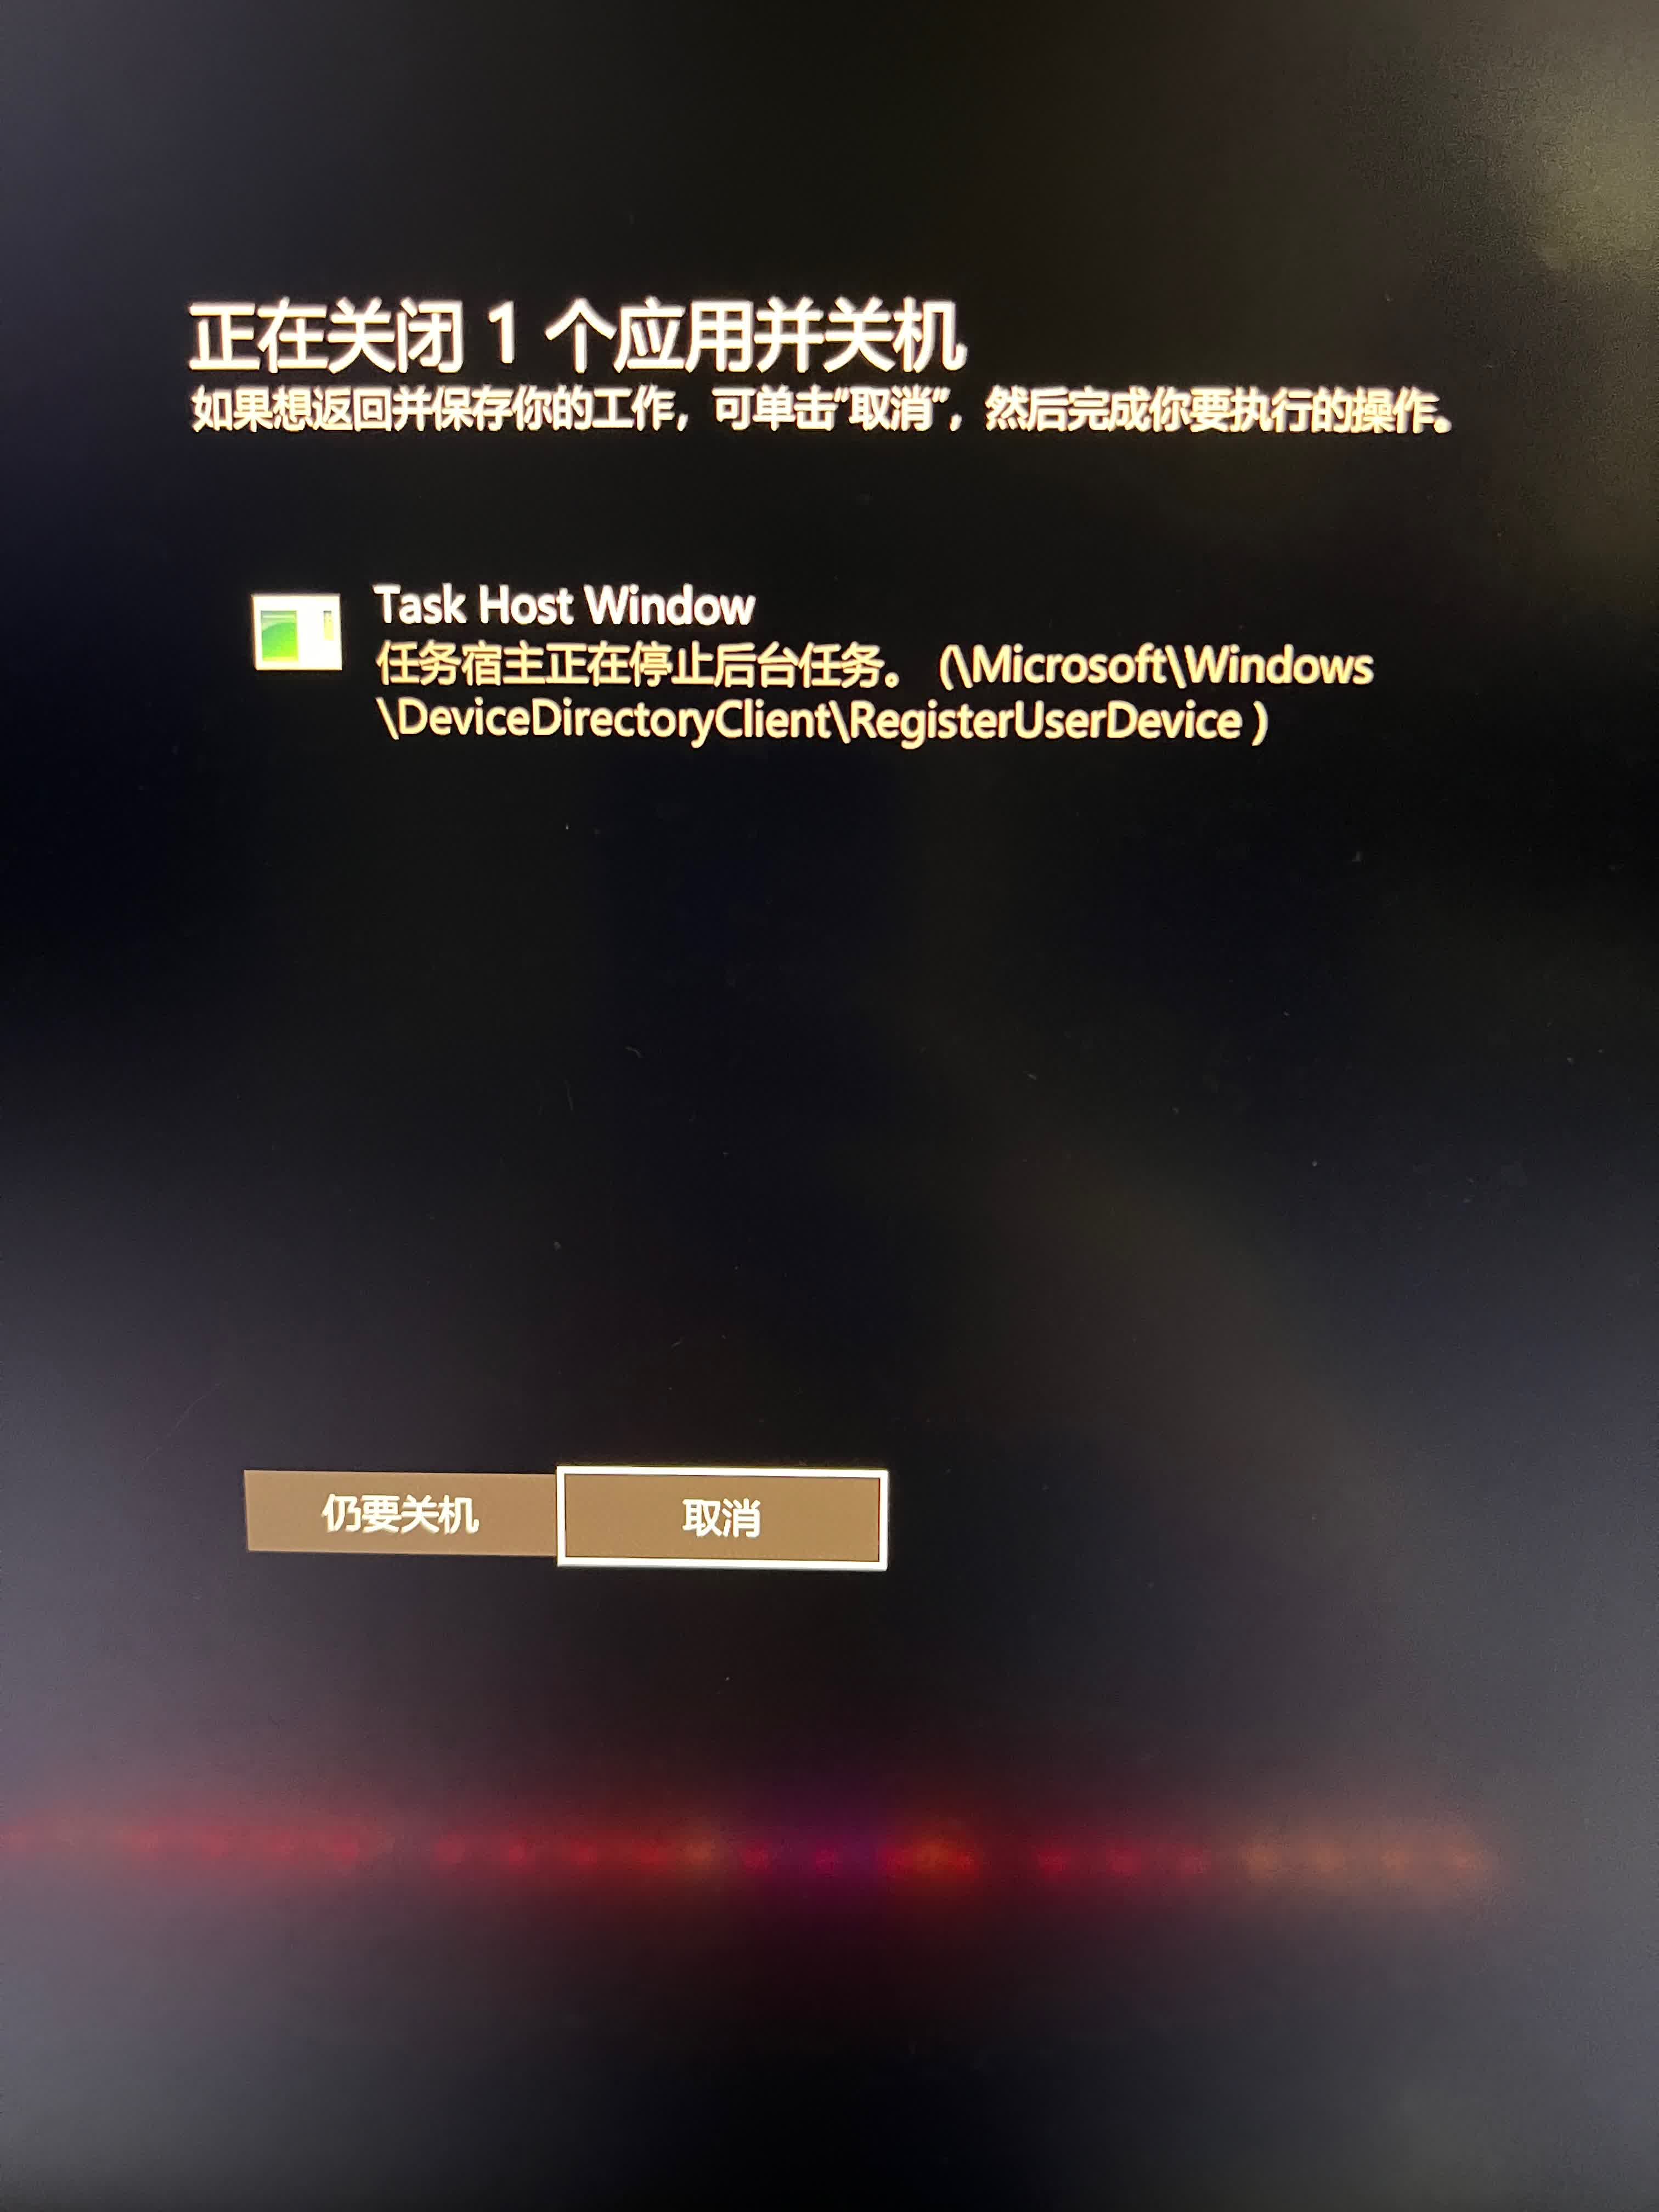 正在关闭 1 个应用并关机
如果想返回并保存你的工作，可单击"取消"，然后完成你要执行的操作。
Task Host Window
任务宿主正在停止后台任务。 (\Microsoft\Windows
\DeviceDirectoryClient\RegisterUserDevice )
仍要关机
取消